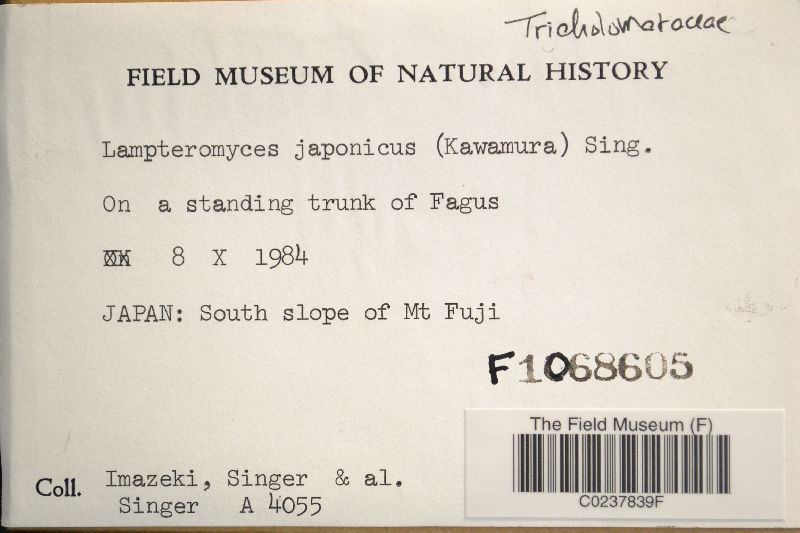 Tricholomataceae
FIELD MUSEUM OF NATURAL HISTORY
Lampteromyces japonicus (Kawamura) Sing.
On a standing trunk of Fagus
8 X 1984
JAPAN: South slope of Mt Fuji
F1068605
The Field Museum (F)
C0237839F
Coll. Imazeki, Singer & al.
Singer A 4055